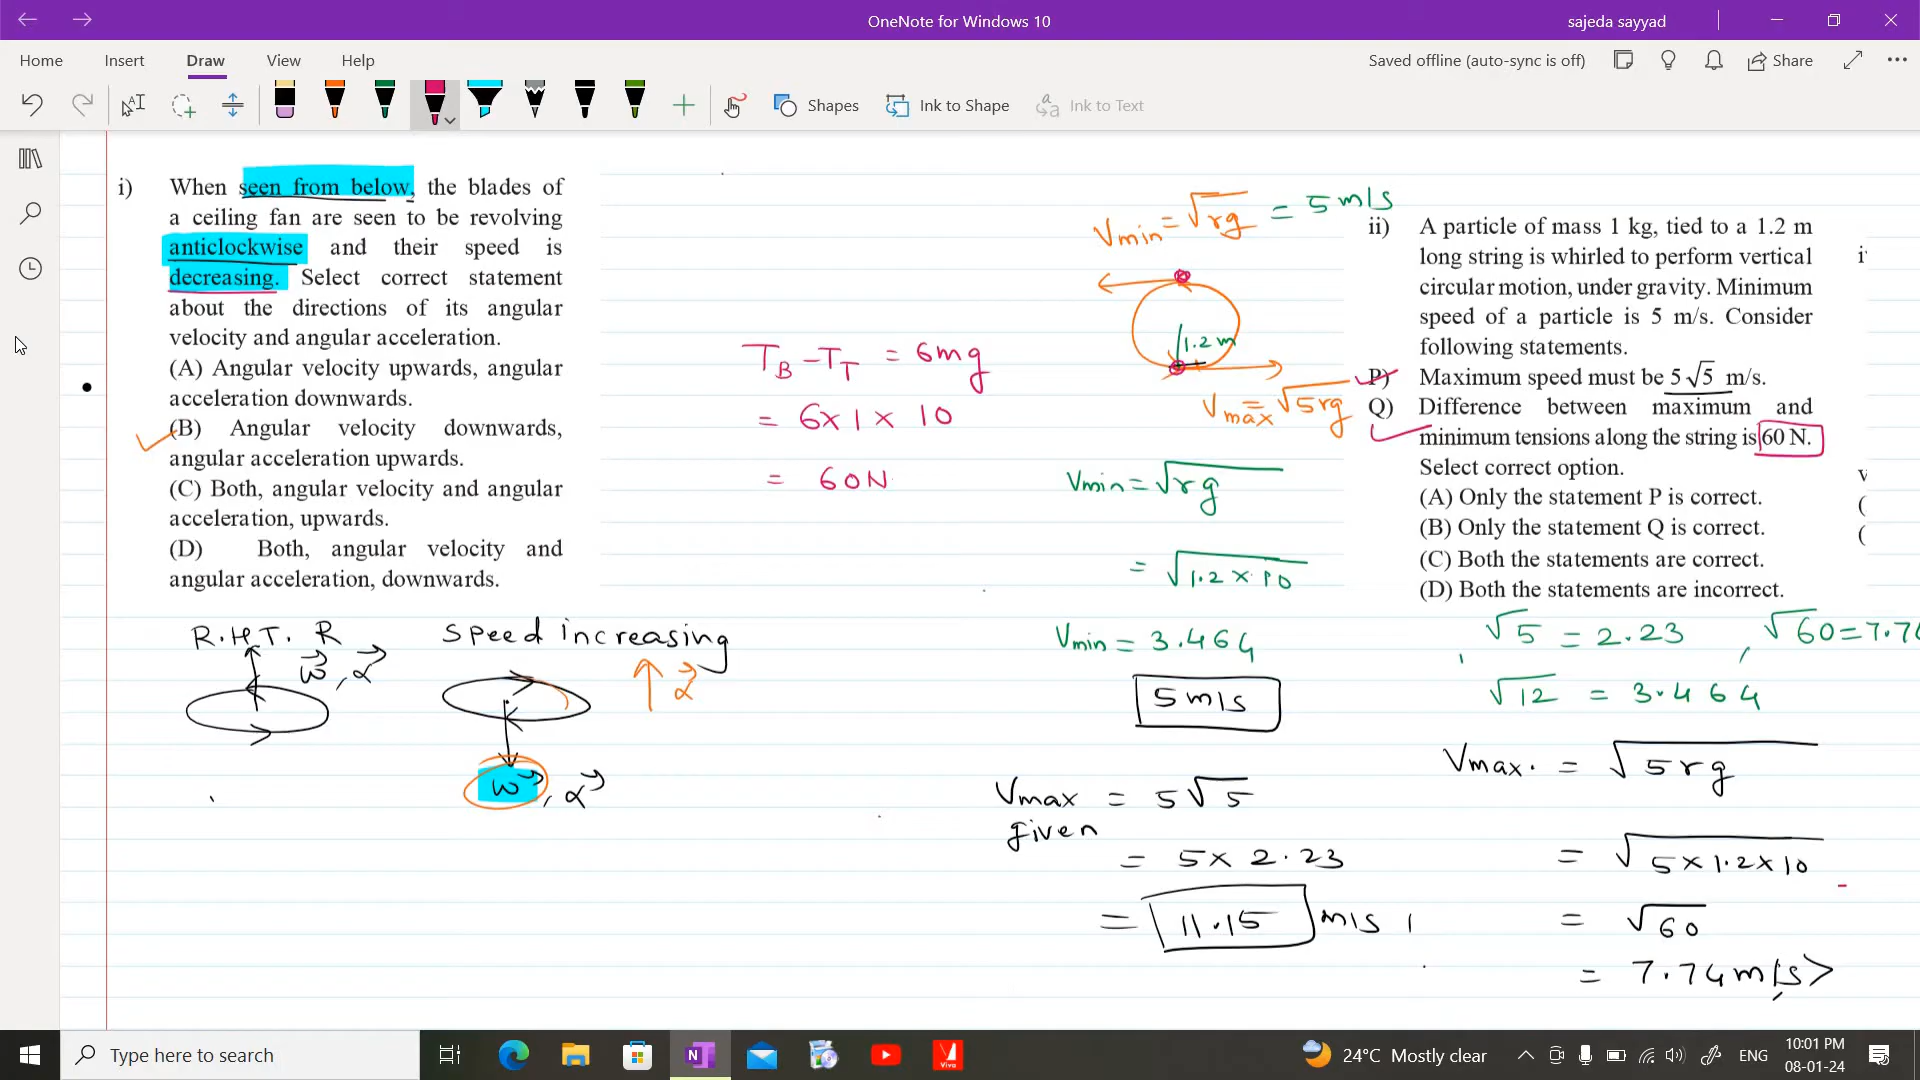 OneNote for Windows 10
sajeda sayyad
Home Insert Draw View Help
Saved offline (auto-sync is off)
Share
Shapes
Ink to Shape
Ink to Text
i) When seen from below, the blades of
a ceiling fan are seen to be revolving
anticlockwise and their speed is
decreasing. Select correct statement
about the directions of its angular
velocity and angular acceleration.
(A) Angular velocity upwards, angular
acceleration downwards.
(B) Angular velocity downwards,
angular acceleration upwards.
(C) Both, angular velocity and angular
acceleration, upwards.
(D) Both, angular velocity and
angular acceleration, downwards.
R.H.T. R
ω⃗, α⃗
Speed increasing
α⃗
ω⃗, α⃗
T_B - T_T = 6mg
= 6 x 1 x 10
= 60N
Vmin = √rg = 5 m/s
1.2 m
Vmax = √5rg
Vmin = √rg
= √1.2 x 10
Vmin = 3.464
5 m/s
Vmax = 5√5
given
= 5 x 2.23
= 11.15 m/s
ii) A particle of mass 1 kg, tied to a 1.2 m
long string is whirled to perform vertical
circular motion, under gravity. Minimum
speed of a particle is 5 m/s. Consider
following statements.
P) Maximum speed must be 5 √5 m/s.
Q) Difference between maximum and
minimum tensions along the string is 60 N.
Select correct option.
(A) Only the statement P is correct.
(B) Only the statement Q is correct.
(C) Both the statements are correct.
(D) Both the statements are incorrect.
√5 = 2.23 , √60=7.7
√12 = 3.464
Vmax. = √5rg
= √5 x 1.2 x 10
= √60
= 7.74 m/s >
Type here to search
Viva
24°C Mostly clear
ENG
10:01 PM
08-01-24